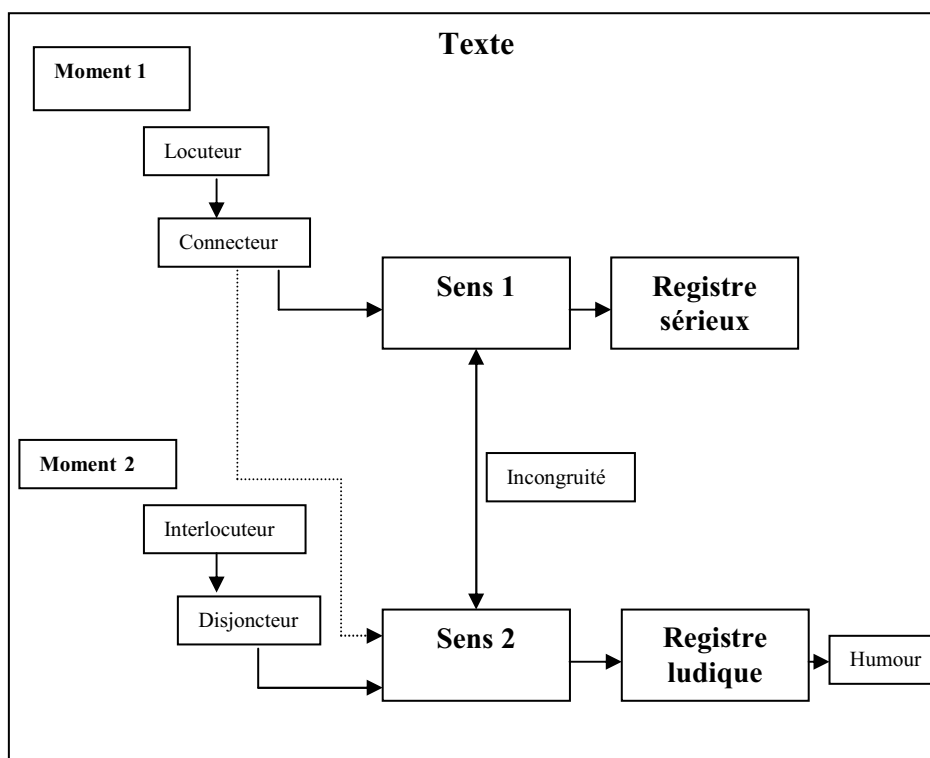 Texte
Moment 1
Locuteur
Connecteur
Sens 1
Registre
sérieux
Moment 2
Incongruité
Interlocuteur
Disjoncteur
Sens 2
Registre
ludique
Humour